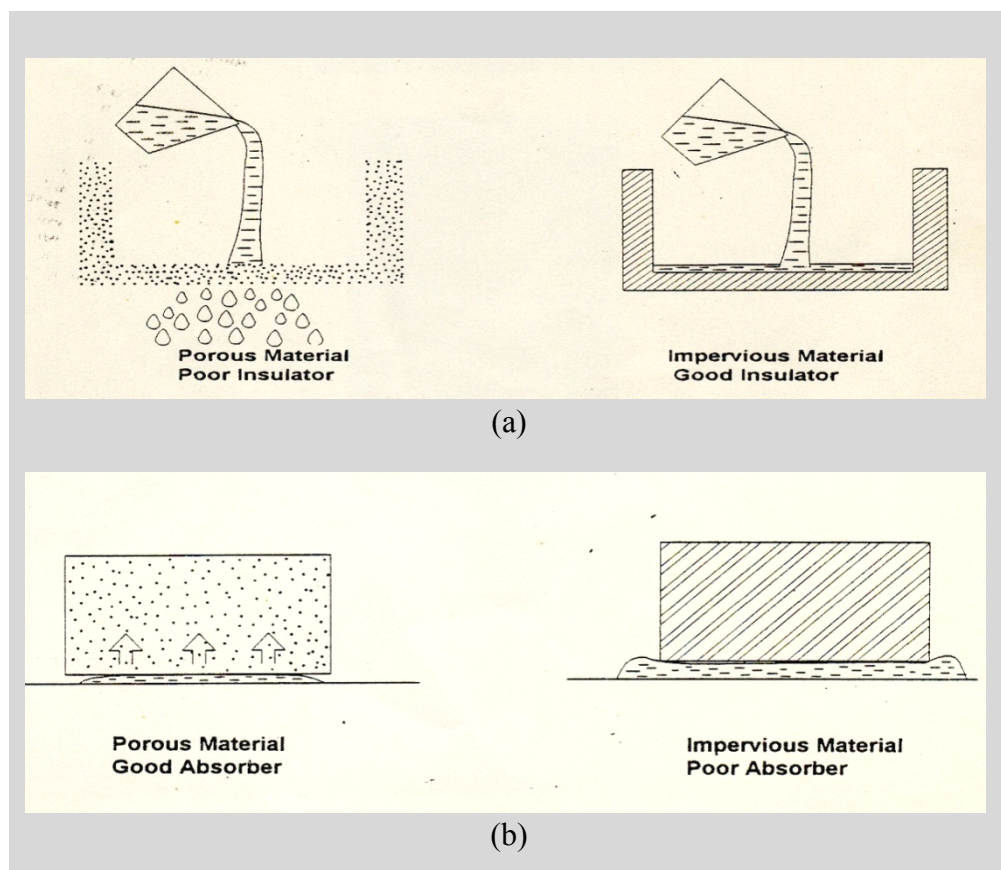 Porous Material
Poor Insulator
Impervious Material
Good Insulator
(a)
Porous Material
Good Absorber
Impervious Material
Poor Absorber
(b)